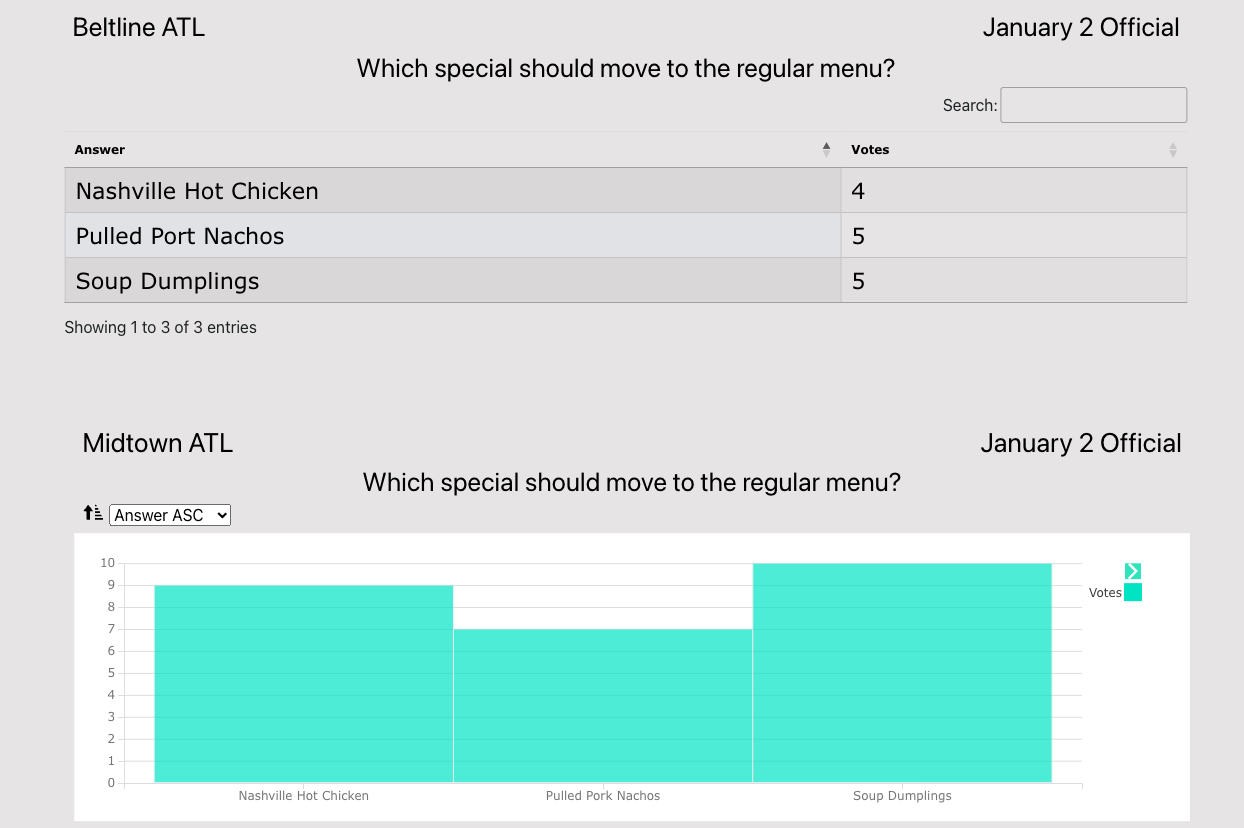 Beltline ATL January 2 Official
Which special should move to the regular menu?
Search:
Answer Votes
Nashville Hot Chicken 4
Pulled Port Nachos 5
Soup Dumplings 5
Showing 1 to 3 of 3 entries
Midtown ATL January 2 Official
Which special should move to the regular menu?
Answer ASC
10
9
Votes
8
7
6
5
4
3
2
1
0
Nashville Hot Chicken Pulled Pork Nachos Soup Dumplings